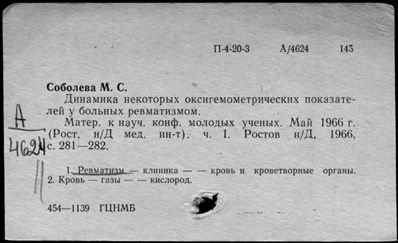 П-4-20-3 А/4624 145
Соболева М. С.
Динамика некоторых оксигемометрических показате-
лей у больных ревматизмом.
Матер. к науч. конф. молодых ученых. Май 1966 г.
(Рост, н/Д мед. ин-т). ч. I. Ростов н/Д, 1966,
с. 281—282.
А
4624
1. Ревматизм — клиника — — кровь и кроветворные органы.
2. Кровь — газы — — кислород.
454—1139 ГЦНМБ